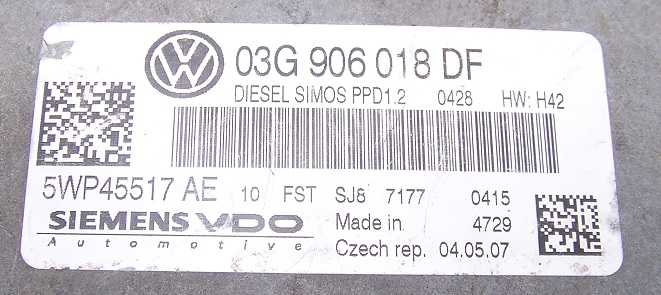 03G 906 018 DF
DIESEL SIMOS PPD1.2 0428 HW: H42
5WP45517 AE 10 FST SJ8 7177 0415
SIEMENS VDO Made in 4729
Automotive Czech rep. 04.05.07